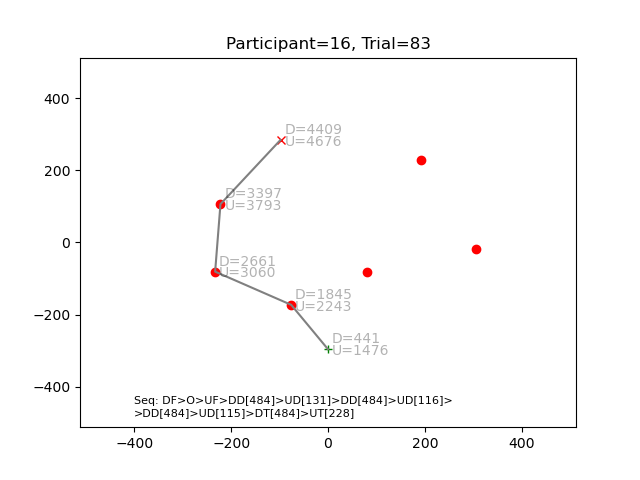 Participant=16, Trial=83
400
200
0
−200
−400
D=4409
U=4676
D=3397
U=3793
D=2661
U=3060
D=1845
U=2243
D=441
U=1476
Seq: DF>O>UF>DD[484]>UD[131]>DD[484]>UD[116]>
>DD[484]>UD[115]>DT[484]>UT[228]
−400 −200 0 200 400